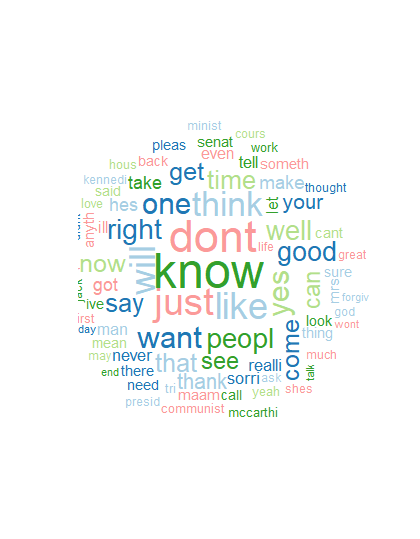 minist
cours
pleas senat work
hous back even tell someth
kennedi take get time make thought
said
love hes one think let your
anyth ill right dont well cant
will life good great
now know yes can sure
got mrs
ive say just like forgiv
irst god
day man want peopl come look wont
mean thing
may never that see realli much
end there thank sorri ask talk
need tri maam call yeah shes
presid
communist mccarthi